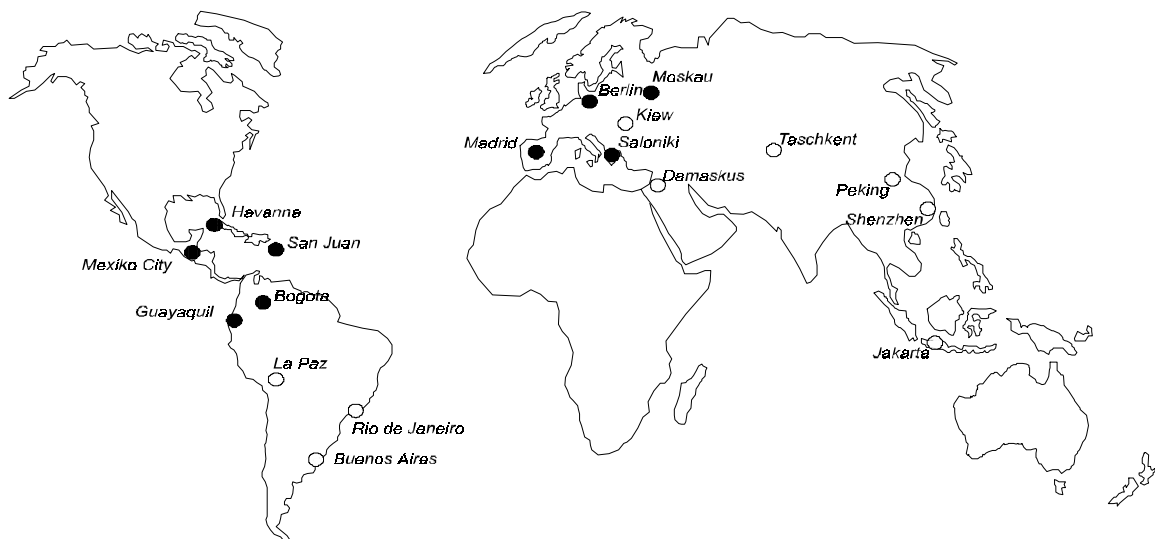 Moskau
Berlin
Kiew
Madrid
Saloniki
Taschkent
Damaskus
Peking
Shenzhen
Havanna
San Juan
Mexiko City
Bogota
Guayaquil
Jakarta
La Paz
Rio de Janeiro
Buenos Aires